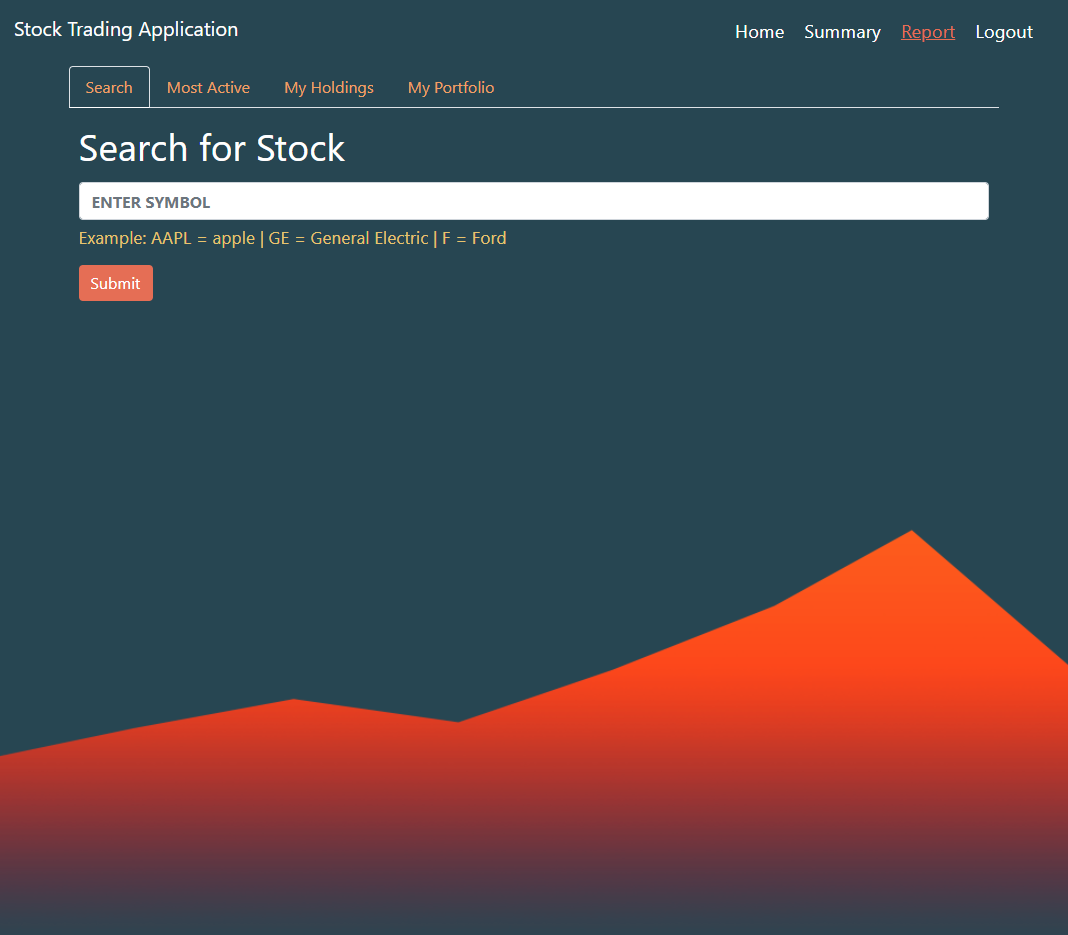 Stock Trading Application
Home Summary Report Logout
Search Most Active My Holdings My Portfolio
Search for Stock
ENTER SYMBOL
Example: AAPL = apple | GE = General Electric | F = Ford
Submit